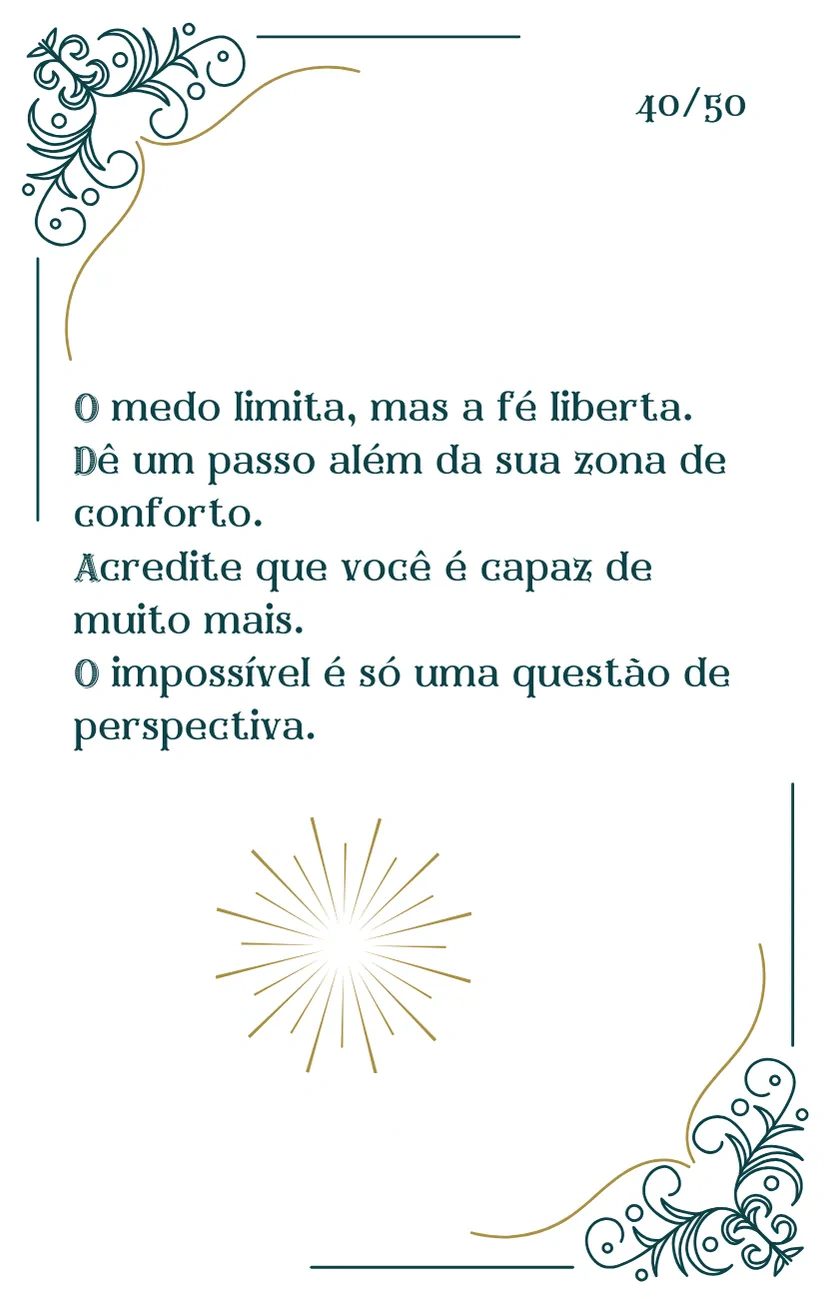 40/50
O medo limita, mas a fé liberta.
Dê um passo além da sua zona de
conforto.
Acredite que você é capaz de
muito mais.
O impossível é só uma questão de
perspectiva.